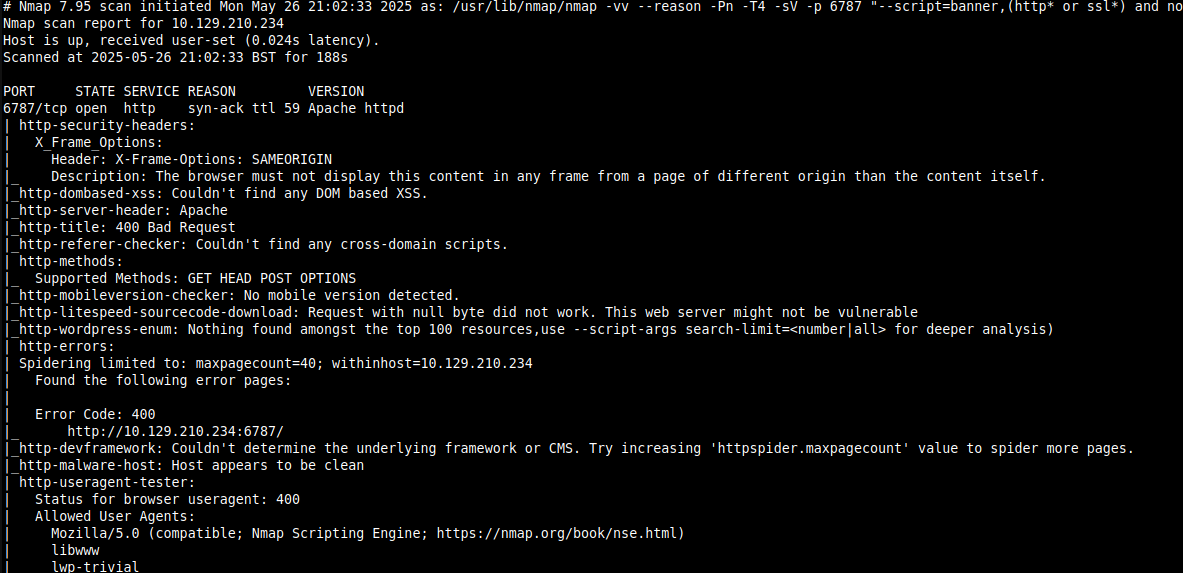 # Nmap 7.95 scan initiated Mon May 26 21:02:33 2025 as: /usr/lib/nmap/nmap -vv --reason -Pn -T4 -sV -p 6787 "--script=banner,(http* or ssl*) and no
Nmap scan report for 10.129.210.234
Host is up, received user-set (0.024s latency).
Scanned at 2025-05-26 21:02:33 BST for 188s
PORT     STATE SERVICE REASON         VERSION
6787/tcp open  http    syn-ack ttl 59 Apache httpd
| http-security-headers:
|   X_Frame_Options:
|     Header: X-Frame-Options: SAMEORIGIN
|_    Description: The browser must not display this content in any frame from a page of different origin than the content itself.
|_http-dombased-xss: Couldn't find any DOM based XSS.
|_http-server-header: Apache
|_http-title: 400 Bad Request
|_http-referer-checker: Couldn't find any cross-domain scripts.
| http-methods:
|_  Supported Methods: GET HEAD POST OPTIONS
|_http-mobileversion-checker: No mobile version detected.
|_http-litespeed-sourcecode-download: Request with null byte did not work. This web server might not be vulnerable
|_http-wordpress-enum: Nothing found amongst the top 100 resources,use --script-args search-limit=<number|all> for deeper analysis)
| http-errors:
| Spidering limited to: maxpagecount=40; withinhost=10.129.210.234
|   Found the following error pages:
|
|   Error Code: 400
|_      http://10.129.210.234:6787/
|_http-devframework: Couldn't determine the underlying framework or CMS. Try increasing 'httpspider.maxpagecount' value to spider more pages.
|_http-malware-host: Host appears to be clean
| http-useragent-tester:
|   Status for browser useragent: 400
|   Allowed User Agents:
|     Mozilla/5.0 (compatible; Nmap Scripting Engine; https://nmap.org/book/nse.html)
|     libwww
|     lwp-trivial